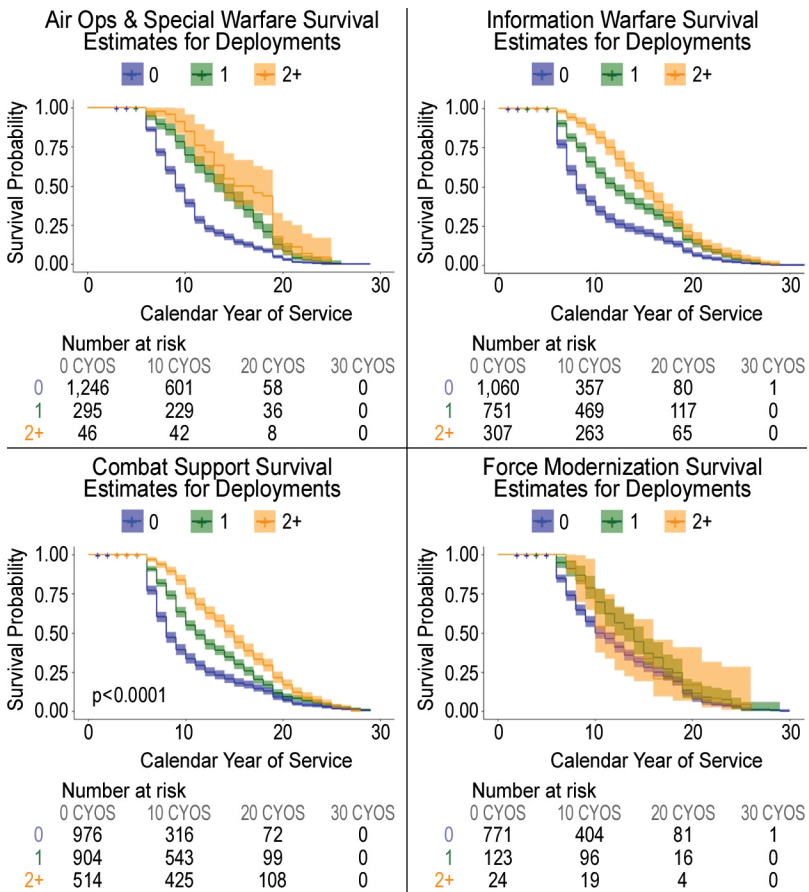 Air Ops & Special Warfare Survival
Estimates for Deployments
0 1 2+
Survival Probability
1.00
0.75
0.50
0.25
0.00
0 10 20 30
Calendar Year of Service
Number at risk
0 CYOS 10 CYOS 20 CYOS 30 CYOS
0 1,246 601 58 0
1 295 229 36 0
2+ 46 42 8 0
Information Warfare Survival
Estimates for Deployments
0 1 2+
Survival Probability
1.00
0.75
0.50
0.25
0.00
0 10 20 30
Calendar Year of Service
Number at risk
0 CYOS 10 CYOS 20 CYOS 30 CYOS
0 1,060 357 80 1
1 751 469 117 0
2+ 307 263 65 0
Combat Support Survival
Estimates for Deployments
0 1 2+
Survival Probability
1.00
0.75
0.50
0.25
0.00
p<0.0001
0 10 20 30
Calendar Year of Service
Number at risk
0 CYOS 10 CYOS 20 CYOS 30 CYOS
0 976 316 72 0
1 904 543 99 0
2+ 514 425 108 0
Force Modernization Survival
Estimates for Deployments
0 1 2+
Survival Probability
1.00
0.75
0.50
0.25
0.00
0 10 20 30
Calendar Year of Service
Number at risk
0 CYOS 10 CYOS 20 CYOS 30 CYOS
0 771 404 81 1
1 123 96 16 0
2+ 24 19 4 0